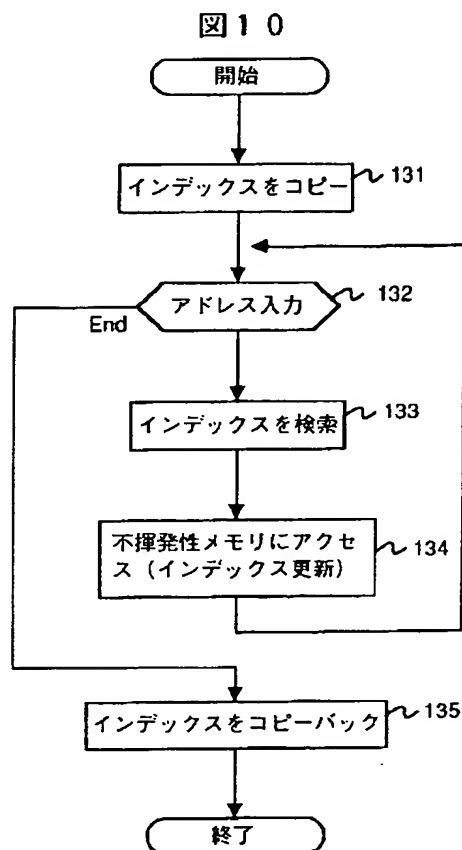 図10
開始
インデックスをコピー
131
アドレス入力
132
End
インデックスを検索
133
不揮発性メモリにアクセ
ス（インデックス更新）
134
インデックスをコピーバック
135
終了